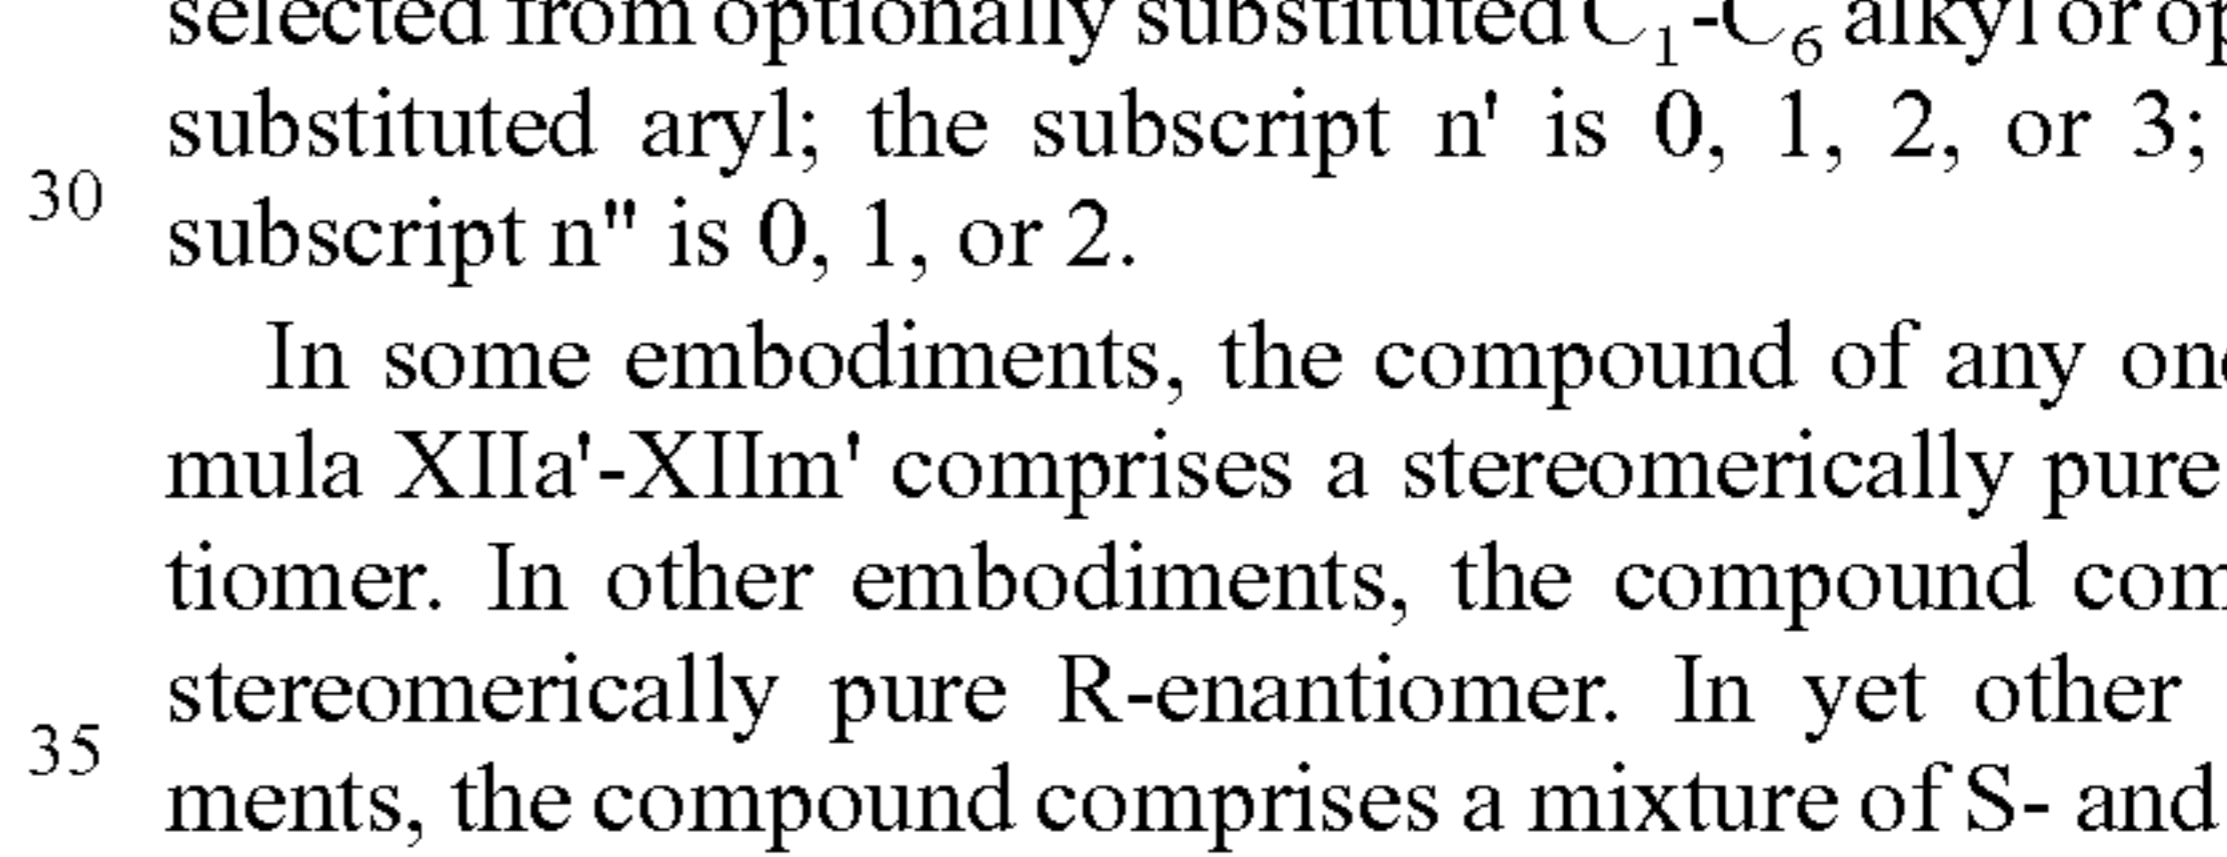 selected from optionally substituted C₁-C₆ alkyl or op
substituted aryl; the subscript n' is 0, 1, 2, or 3;
30
subscript n" is 0, 1, or 2.
In some embodiments, the compound of any one
mula XIIa'-XIIm' comprises a stereomerically pure
tiomer. In other embodiments, the compound com
stereomerically pure R-enantiomer. In yet other
35
ments, the compound comprises a mixture of S- and